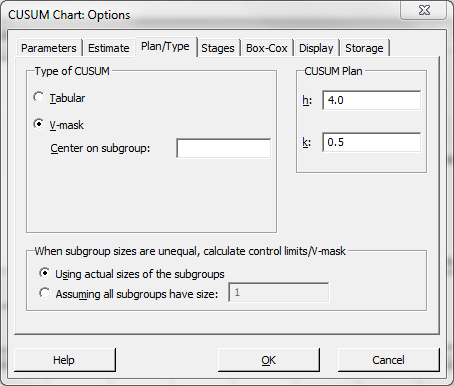 CUSUM Chart: Options
Parameters Estimate Plan/Type Stages Box-Cox Display Storage
Type of CUSUM
Tabular
V-mask
Center on subgroup:
CUSUM Plan
h: 4.0
k: 0.5
When subgroup sizes are unequal, calculate control limits/V-mask
Using actual sizes of the subgroups
Assuming all subgroups have size: 1
Help OK Cancel